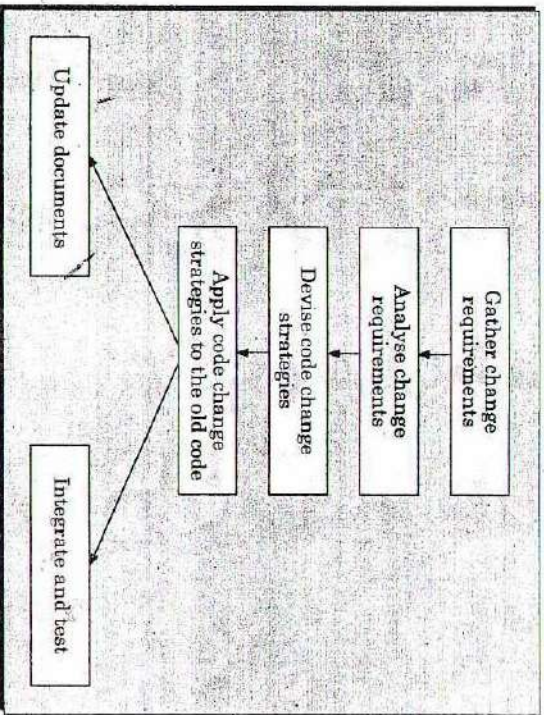 Gather change
requirements
Analyse change
requirements
Devise code change
strategies
Apply code change
strategies to the old code
Update documents
Integrate and test